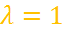 λ = 1